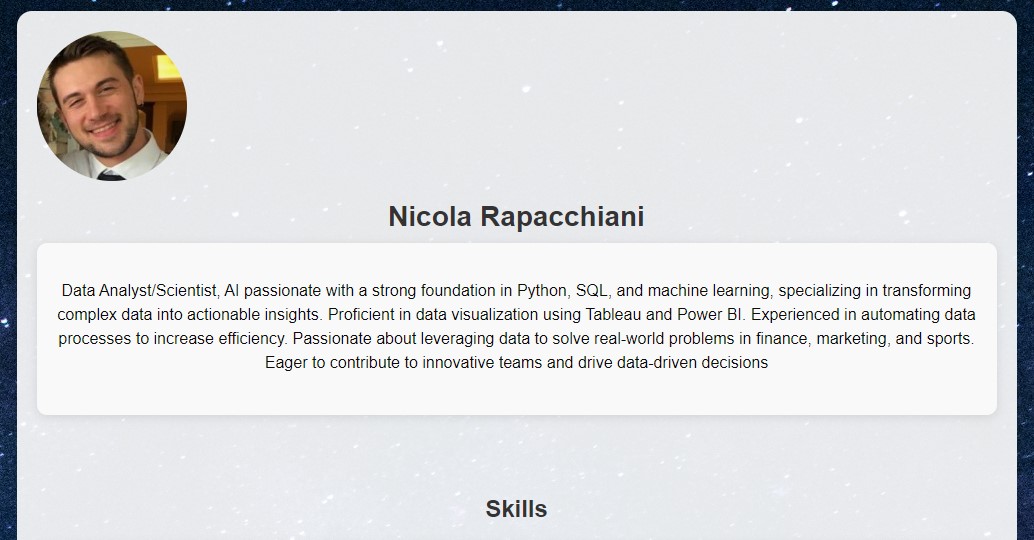 Nicola Rapacchiani
Data Analyst/Scientist, AI passionate with a strong foundation in Python, SQL, and machine learning, specializing in transforming
complex data into actionable insights. Proficient in data visualization using Tableau and Power BI. Experienced in automating data
processes to increase efficiency. Passionate about leveraging data to solve real-world problems in finance, marketing, and sports.
Eager to contribute to innovative teams and drive data-driven decisions
Skills